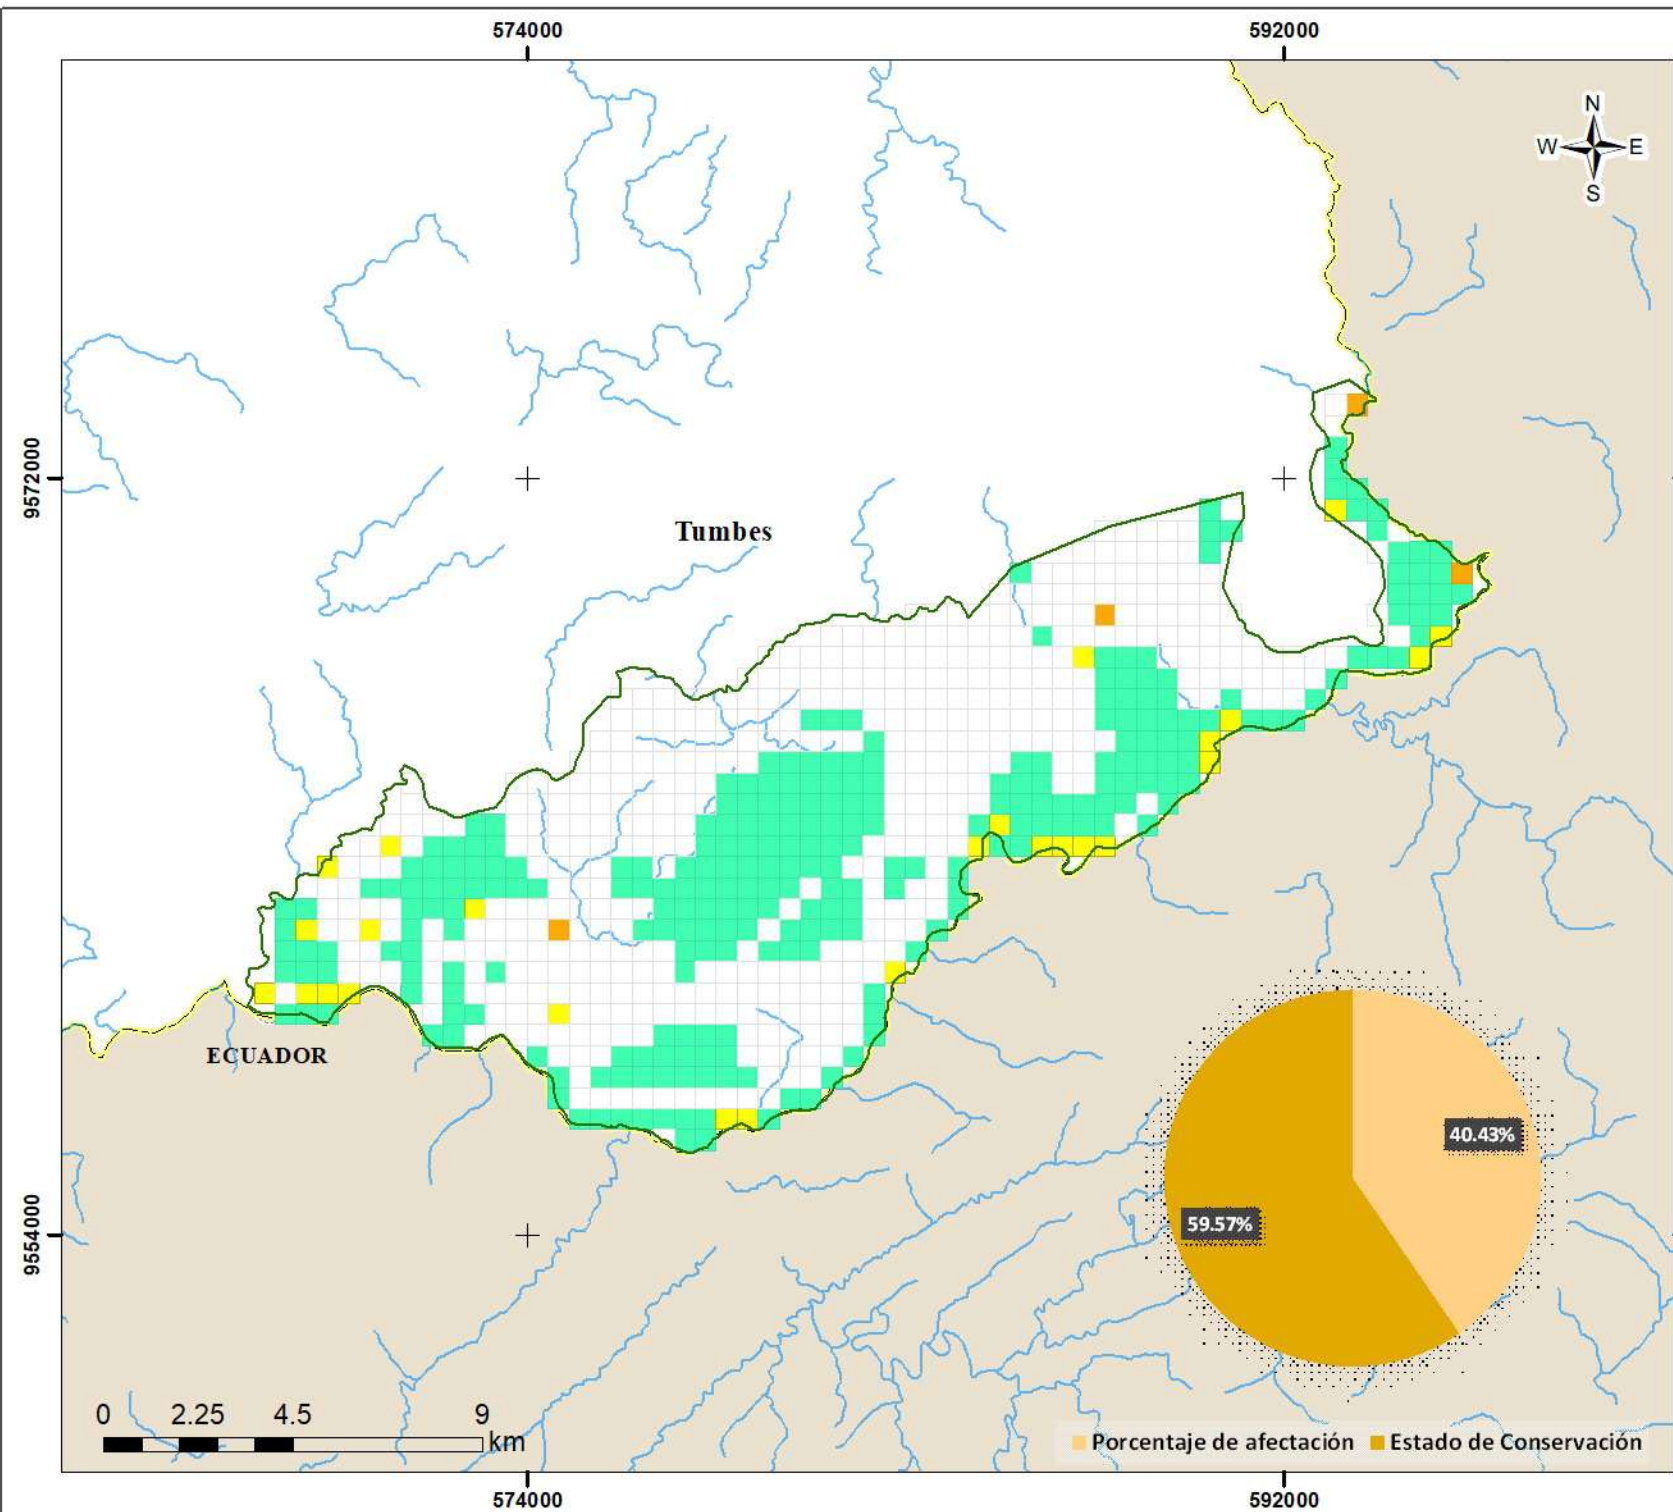 574000 592000
N
W E
S
9572000
Tumbes
ECUADOR
40.43%
59.57%
9554000
0 2.25 4.5 9
km
Porcentaje de afectación Estado de Conservación
574000 592000